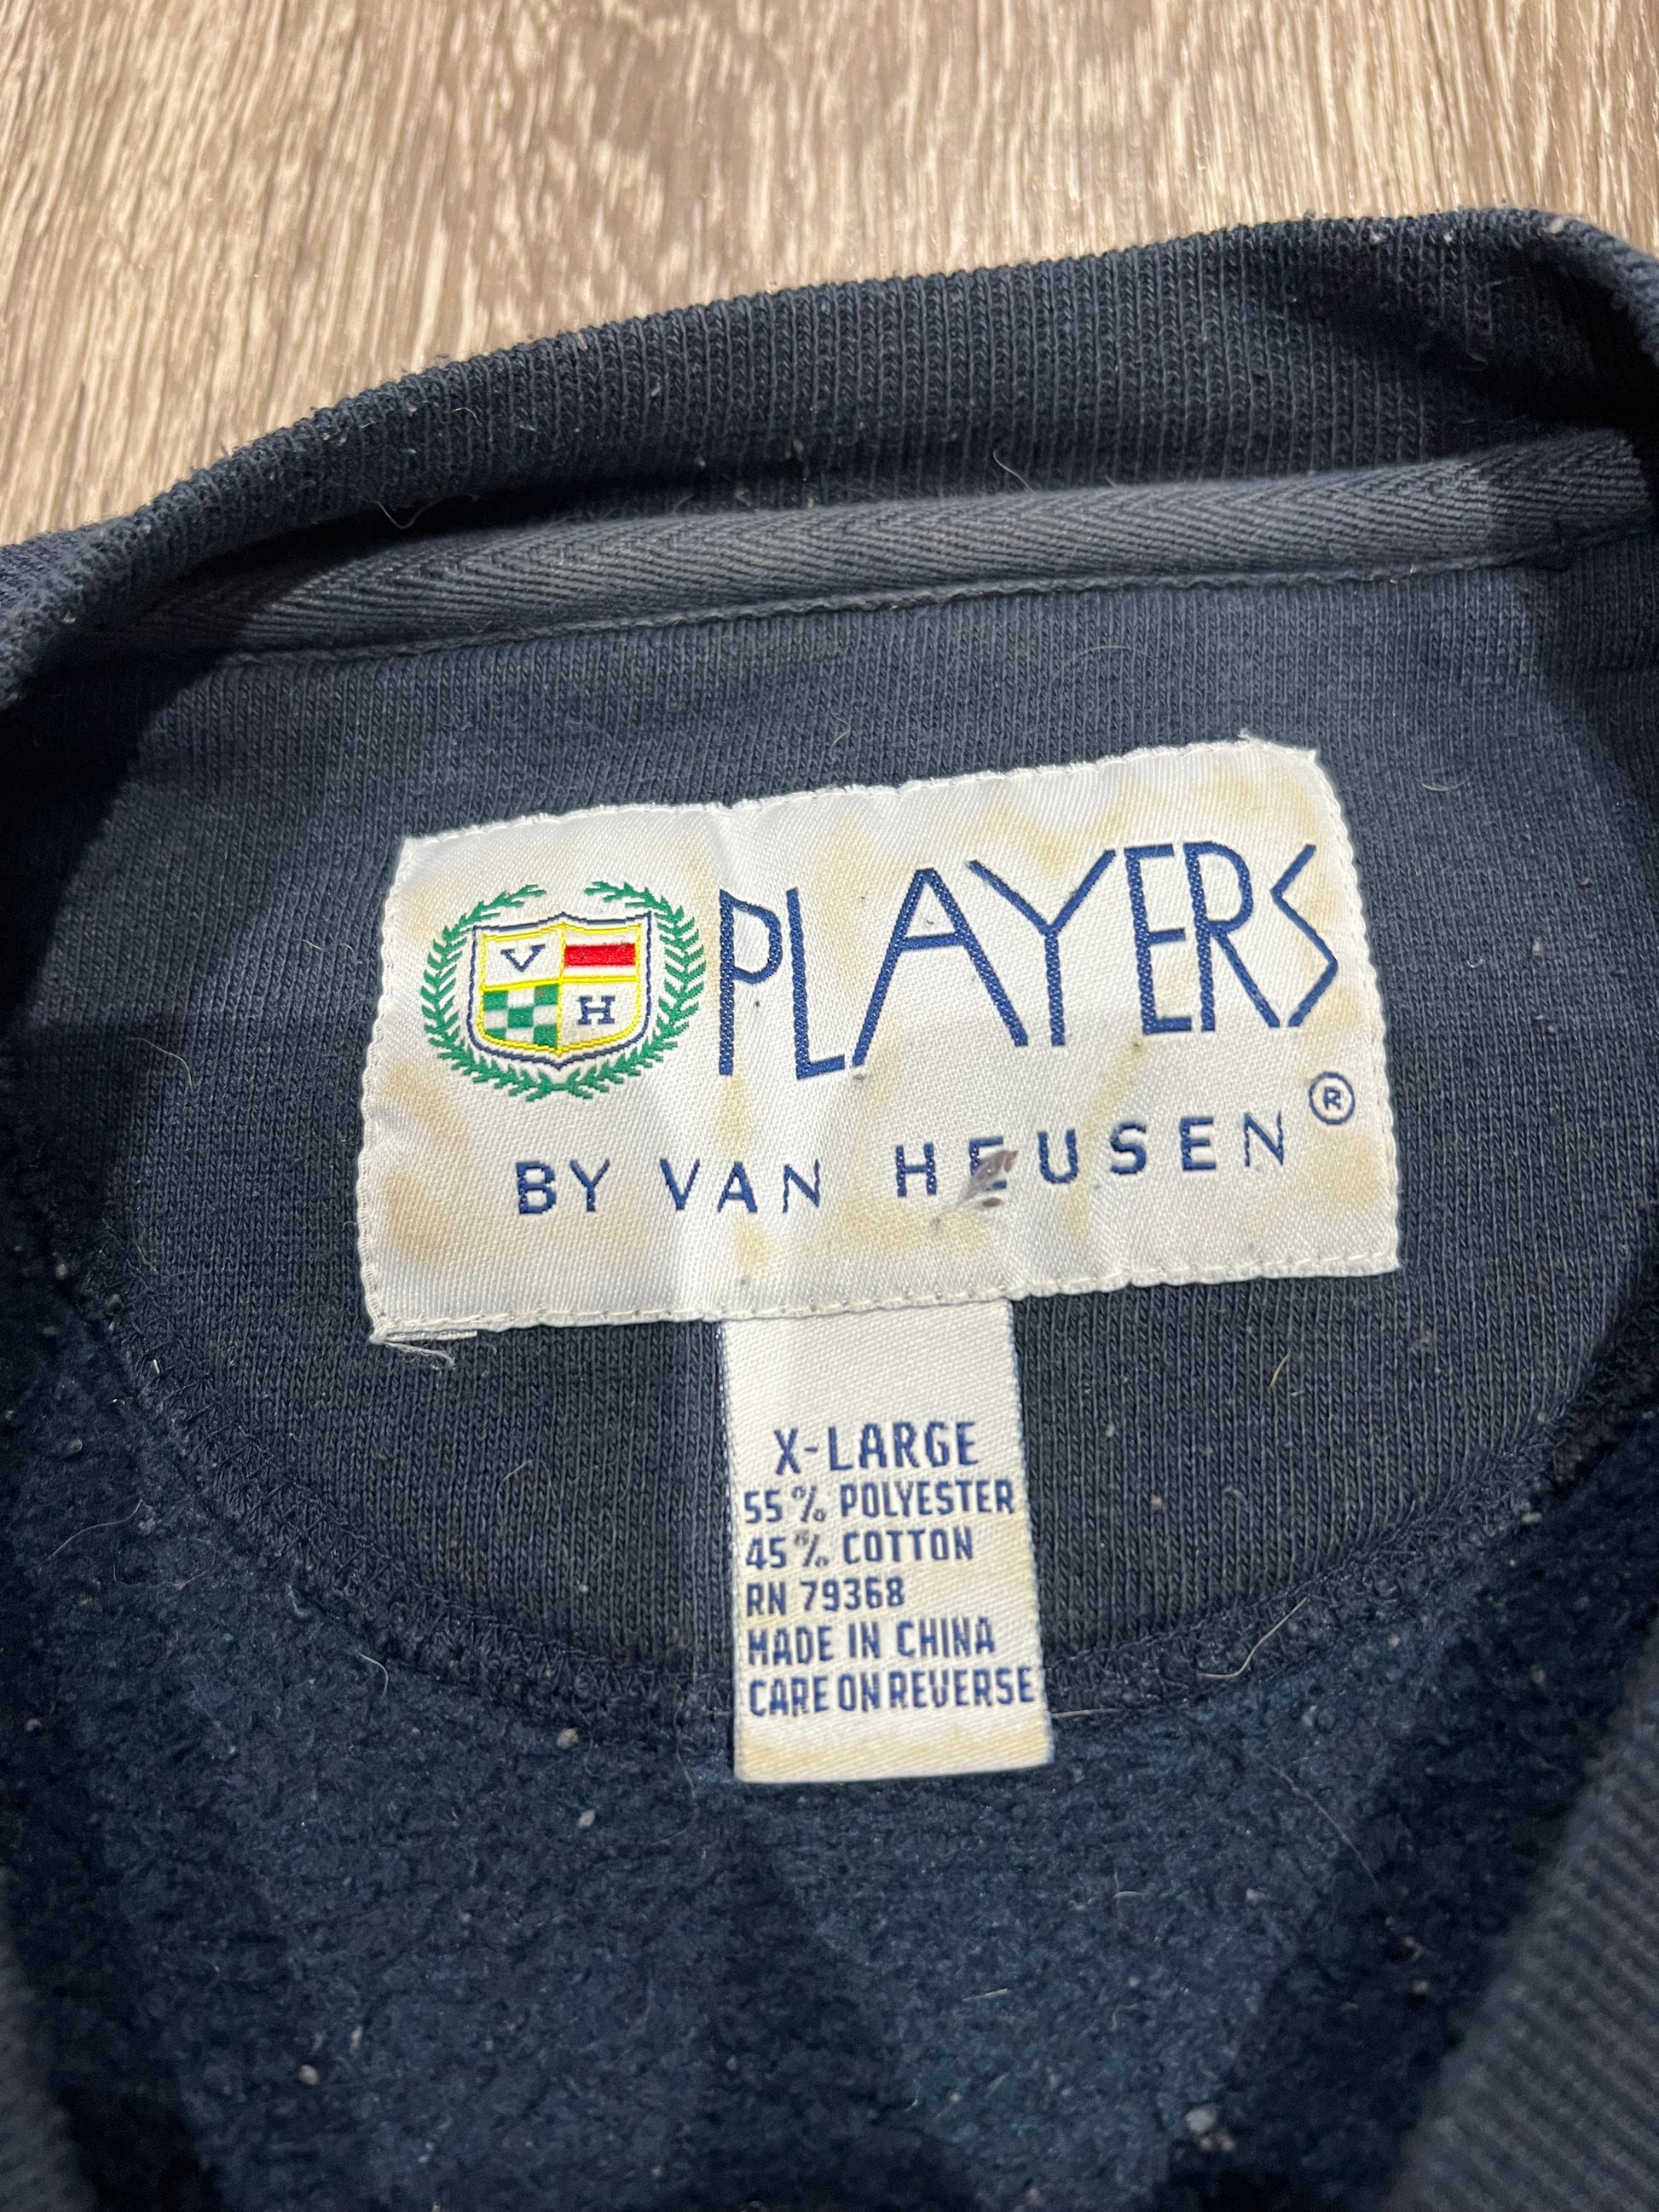 V
H
PLAYERS
BY VAN HEUSEN ®
X-LARGE
55% POLYESTER
45% COTTON
RN 79368
MADE IN CHINA
CARE ON REVERSE